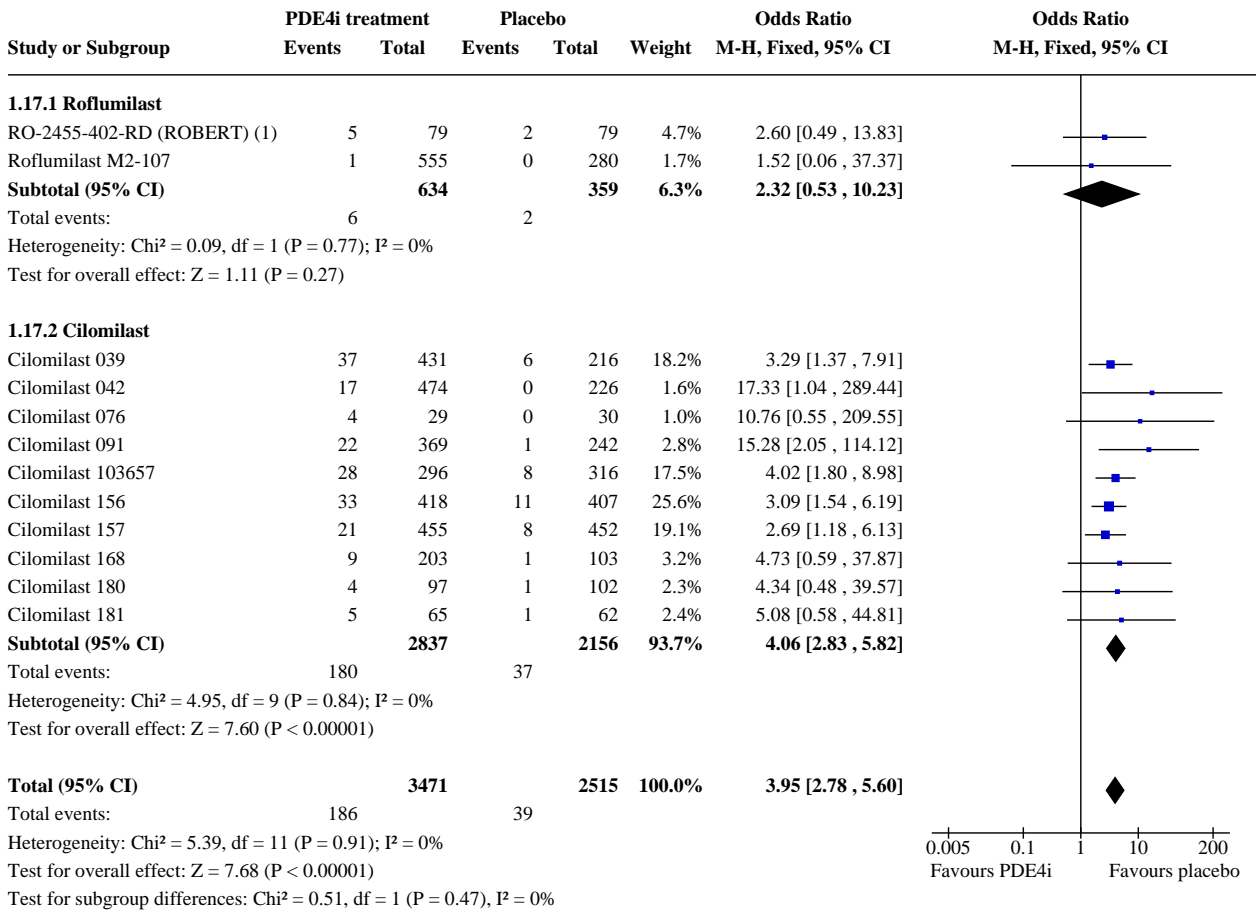 PDE4i treatment Placebo Odds Ratio Odds Ratio
Study or Subgroup Events Total Events Total Weight M-H, Fixed, 95% CI M-H, Fixed, 95% CI
1.17.1 Roflumilast
RO-2455-402-RD (ROBERT) (1) 5 79 2 79 4.7% 2.60 [0.49 , 13.83]
Roflumilast M2-107 1 555 0 280 1.7% 1.52 [0.06 , 37.37]
Subtotal (95% CI) 634 359 6.3% 2.32 [0.53 , 10.23]
Total events: 6 2
Heterogeneity: Chi² = 0.09, df = 1 (P = 0.77); I² = 0%
Test for overall effect: Z = 1.11 (P = 0.27)
1.17.2 Cilomilast
Cilomilast 039 37 431 6 216 18.2% 3.29 [1.37 , 7.91]
Cilomilast 042 17 474 0 226 1.6% 17.33 [1.04 , 289.44]
Cilomilast 076 4 29 0 30 1.0% 10.76 [0.55 , 209.55]
Cilomilast 091 22 369 1 242 2.8% 15.28 [2.05 , 114.12]
Cilomilast 103657 28 296 8 316 17.5% 4.02 [1.80 , 8.98]
Cilomilast 156 33 418 11 407 25.6% 3.09 [1.54 , 6.19]
Cilomilast 157 21 455 8 452 19.1% 2.69 [1.18 , 6.13]
Cilomilast 168 9 203 1 103 3.2% 4.73 [0.59 , 37.87]
Cilomilast 180 4 97 1 102 2.3% 4.34 [0.48 , 39.57]
Cilomilast 181 5 65 1 62 2.4% 5.08 [0.58 , 44.81]
Subtotal (95% CI) 2837 2156 93.7% 4.06 [2.83 , 5.82]
Total events: 180 37
Heterogeneity: Chi² = 4.95, df = 9 (P = 0.84); I² = 0%
Test for overall effect: Z = 7.60 (P < 0.00001)
Total (95% CI) 3471 2515 100.0% 3.95 [2.78 , 5.60]
Total events: 186 39
Heterogeneity: Chi² = 5.39, df = 11 (P = 0.91); I² = 0%
0.005 0.1 1 10 200
Test for overall effect: Z = 7.68 (P < 0.00001)
Favours PDE4i Favours placebo
Test for subgroup differences: Chi² = 0.51, df = 1 (P = 0.47), I² = 0%